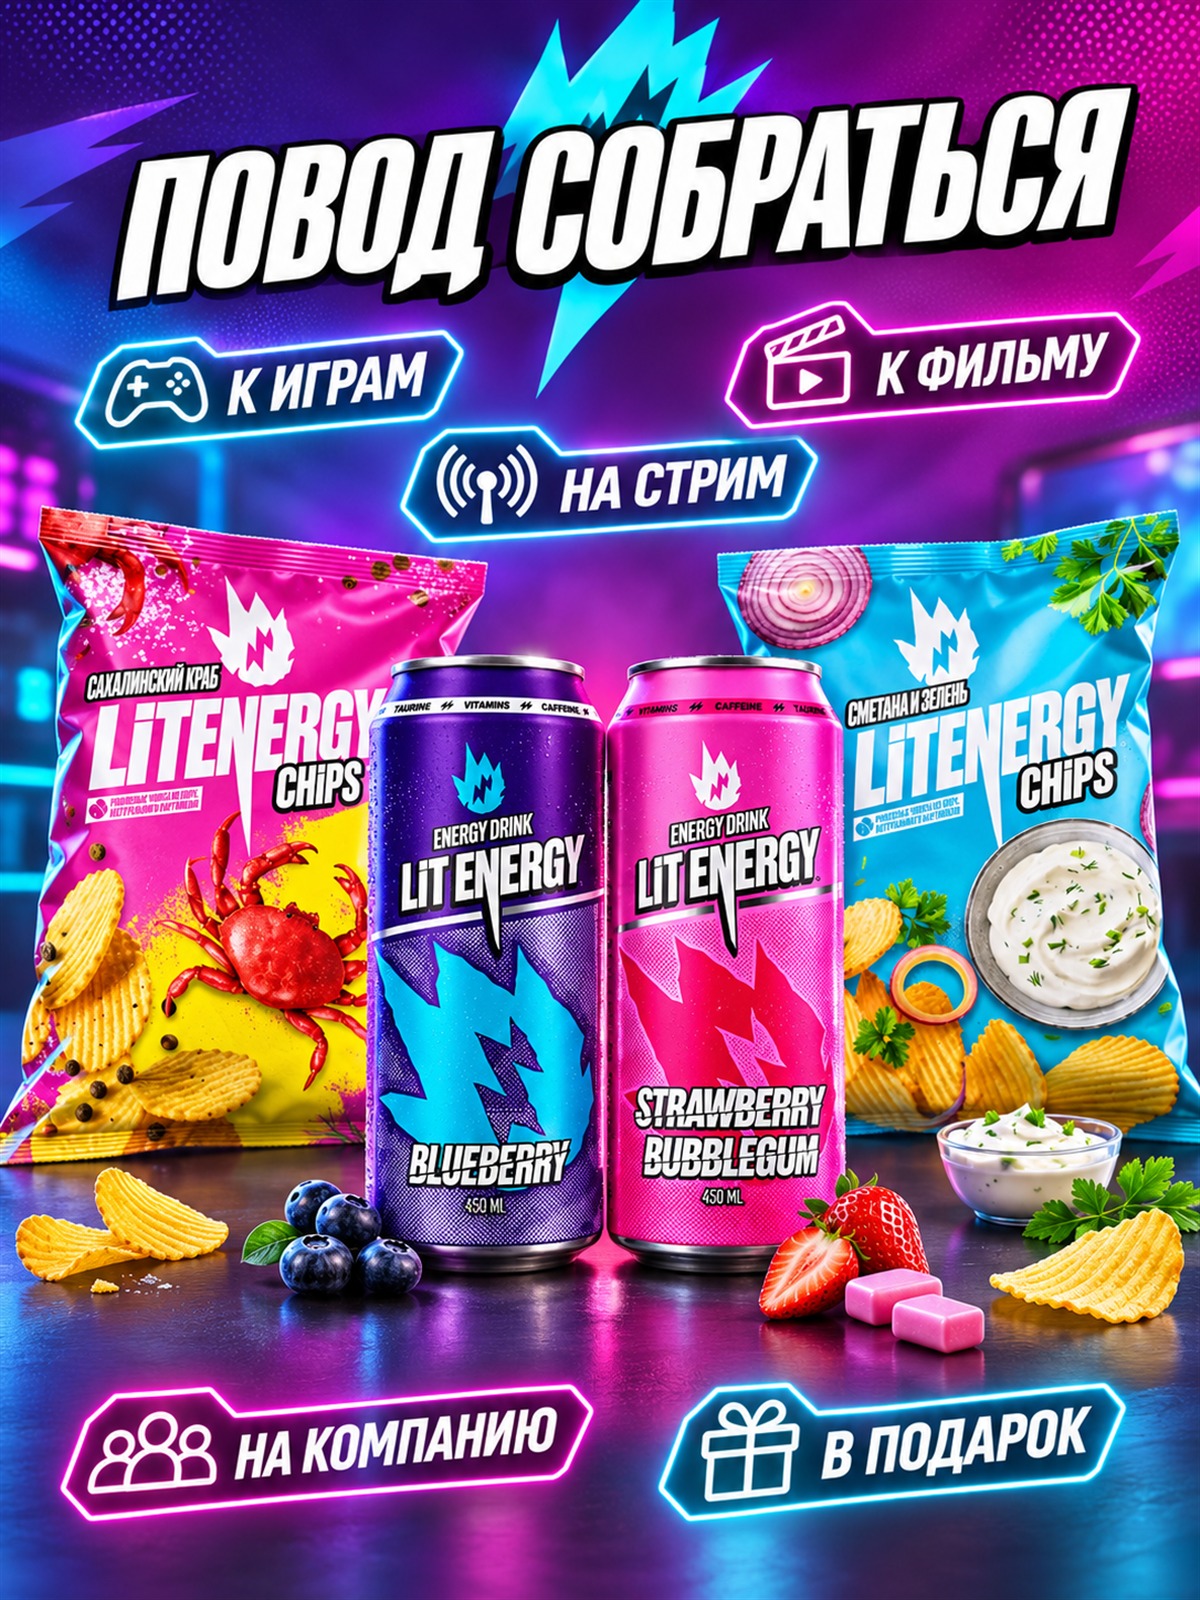 ПОВОД СОБРАТЬСЯ
К ИГРАМ
К ФИЛЬМУ
НА СТРИМ
САХАЛИНСКИЙ КРАБ
LITENERGY
CHIPS
СМЕТАНА И ЗЕЛЕНЬ
LITENERGY
CHIPS
TAURINE VITAMINS CAFFEINE
ENERGY DRINK
LIT ENERGY
BLUEBERRY
450 ML
VITAMINS CAFFEINE TAURINE
ENERGY DRINK
LIT ENERGY
STRAWBERRY
BUBBLEGUM
450 ML
НА КОМПАНИЮ
В ПОДАРОК